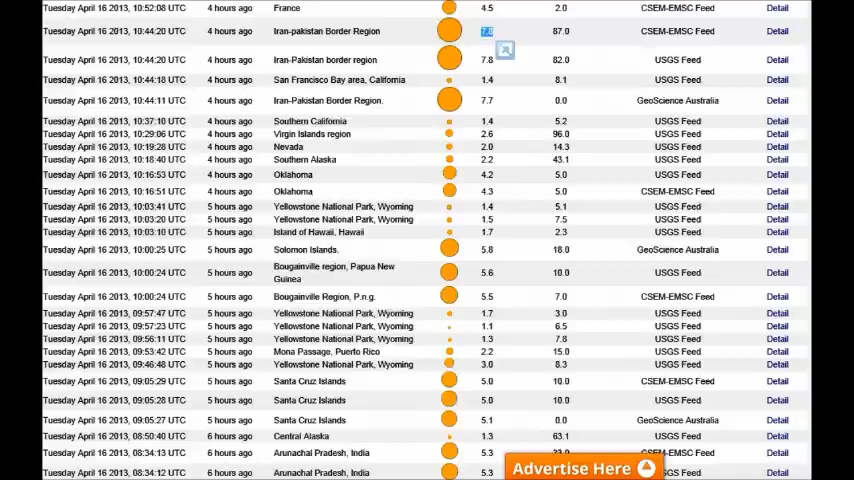 Tuesday April 16 2013, 10:52:08 UTC 4 hours ago France 4.5 2.0 CSEM-EMSC Feed Detail
Tuesday April 16 2013, 10:44:20 UTC 4 hours ago Iran-pakistan Border Region 7.8 87.0 CSEM-EMSC Feed Detail
Tuesday April 16 2013, 10:44:20 UTC 4 hours ago Iran-Pakistan border region 7.8 82.0 USGS Feed Detail
Tuesday April 16 2013, 10:44:18 UTC 4 hours ago San Francisco Bay area, California 1.4 8.1 USGS Feed Detail
Tuesday April 16 2013, 10:44:11 UTC 4 hours ago Iran-Pakistan Border Region. 7.7 0.0 GeoScience Australia Detail
Tuesday April 16 2013, 10:37:10 UTC 4 hours ago Southern California 1.4 5.2 USGS Feed Detail
Tuesday April 16 2013, 10:29:06 UTC 4 hours ago Virgin Islands region 2.6 96.0 USGS Feed Detail
Tuesday April 16 2013, 10:19:28 UTC 4 hours ago Nevada 2.0 14.3 USGS Feed Detail
Tuesday April 16 2013, 10:18:40 UTC 4 hours ago Southern Alaska 2.2 43.1 USGS Feed Detail
Tuesday April 16 2013, 10:16:53 UTC 4 hours ago Oklahoma 4.2 5.0 USGS Feed Detail
Tuesday April 16 2013, 10:16:51 UTC 4 hours ago Oklahoma 4.3 5.0 CSEM-EMSC Feed Detail
Tuesday April 16 2013, 10:03:41 UTC 5 hours ago Yellowstone National Park, Wyoming 1.4 5.1 USGS Feed Detail
Tuesday April 16 2013, 10:03:20 UTC 5 hours ago Yellowstone National Park, Wyoming 1.5 7.5 USGS Feed Detail
Tuesday April 16 2013, 10:03:10 UTC 5 hours ago Island of Hawaii, Hawaii 1.7 2.3 USGS Feed Detail
Tuesday April 16 2013, 10:00:25 UTC 5 hours ago Solomon Islands. 5.8 18.0 GeoScience Australia Detail
Tuesday April 16 2013, 10:00:24 UTC 5 hours ago Bougainville region, Papua New Guinea 5.6 10.0 USGS Feed Detail
Tuesday April 16 2013, 10:00:24 UTC 5 hours ago Bougainville Region, P.n.g. 5.5 7.0 CSEM-EMSC Feed Detail
Tuesday April 16 2013, 09:57:47 UTC 5 hours ago Yellowstone National Park, Wyoming 1.7 3.0 USGS Feed Detail
Tuesday April 16 2013, 09:57:23 UTC 5 hours ago Yellowstone National Park, Wyoming 1.1 6.5 USGS Feed Detail
Tuesday April 16 2013, 09:56:11 UTC 5 hours ago Yellowstone National Park, Wyoming 1.3 7.8 USGS Feed Detail
Tuesday April 16 2013, 09:53:42 UTC 5 hours ago Mona Passage, Puerto Rico 2.2 15.0 USGS Feed Detail
Tuesday April 16 2013, 09:46:48 UTC 5 hours ago Yellowstone National Park, Wyoming 3.0 8.3 USGS Feed Detail
Tuesday April 16 2013, 09:05:29 UTC 5 hours ago Santa Cruz Islands 5.0 10.0 CSEM-EMSC Feed Detail
Tuesday April 16 2013, 09:05:28 UTC 5 hours ago Santa Cruz Islands 5.0 10.0 USGS Feed Detail
Tuesday April 16 2013, 09:05:27 UTC 5 hours ago Santa Cruz Islands 5.1 0.0 GeoScience Australia Detail
Tuesday April 16 2013, 08:50:40 UTC 6 hours ago Central Alaska 1.3 63.1 USGS Feed Detail
Tuesday April 16 2013, 08:34:13 UTC 6 hours ago Arunachal Pradesh, India 5.3 EMSC Feed Detail
Tuesday April 16 2013, 08:34:12 UTC 6 hours ago Arunachal Pradesh, India 5.3 GS Feed Detail
Advertise Here